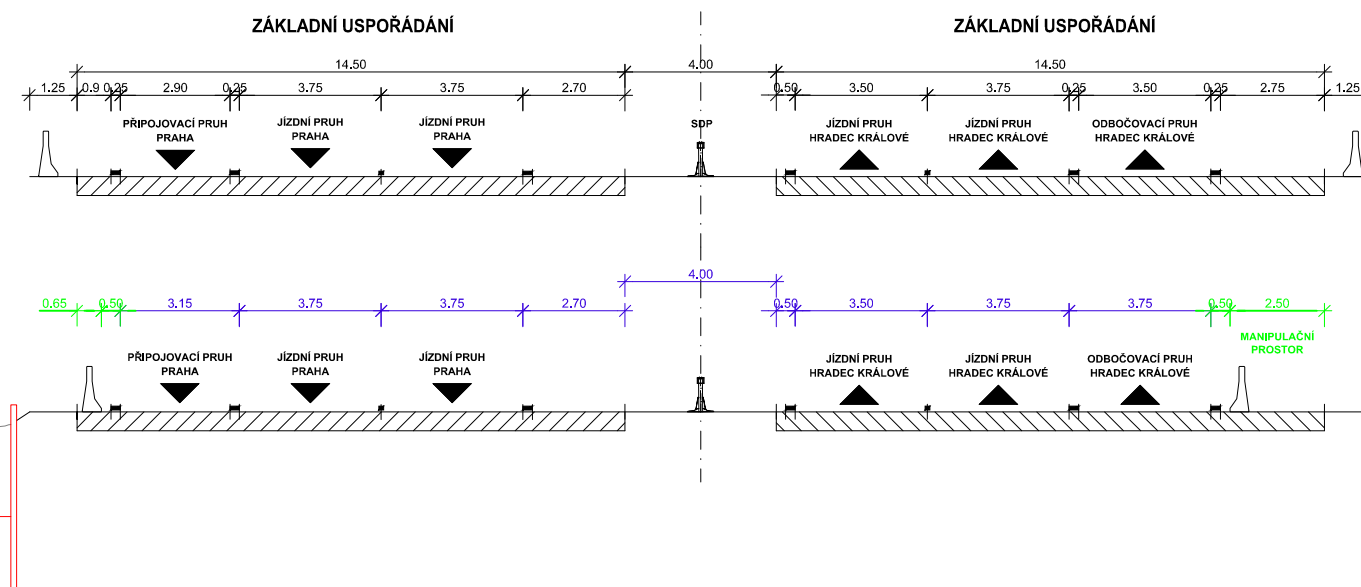 ZÁKLADNÍ USPOŘÁDÁNÍ
ZÁKLADNÍ USPOŘÁDÁNÍ
14.50
4.00
14.50
1.25 0.9 0.25 2.90 0.25 3.75 3.75 2.70
0.50 3.50 3.75 0.25 3.50 0.25 2.75 1.25
PŘIPOJOVACÍ PRUH
PRAHA
JÍZDNÍ PRUH
PRAHA
JÍZDNÍ PRUH
PRAHA
SDP
JÍZDNÍ PRUH
HRADEC KRÁLOVÉ
JÍZDNÍ PRUH
HRADEC KRÁLOVÉ
ODBOČOVACÍ PRUH
HRADEC KRÁLOVÉ
4.00
0.65 0.50 3.15 3.75 3.75 2.70
0.50 3.50 3.75 3.75 0.50 2.50
MANIPULAČNÍ
PROSTOR
PŘIPOJOVACÍ PRUH
PRAHA
JÍZDNÍ PRUH
PRAHA
JÍZDNÍ PRUH
PRAHA
JÍZDNÍ PRUH
HRADEC KRÁLOVÉ
JÍZDNÍ PRUH
HRADEC KRÁLOVÉ
ODBOČOVACÍ PRUH
HRADEC KRÁLOVÉ